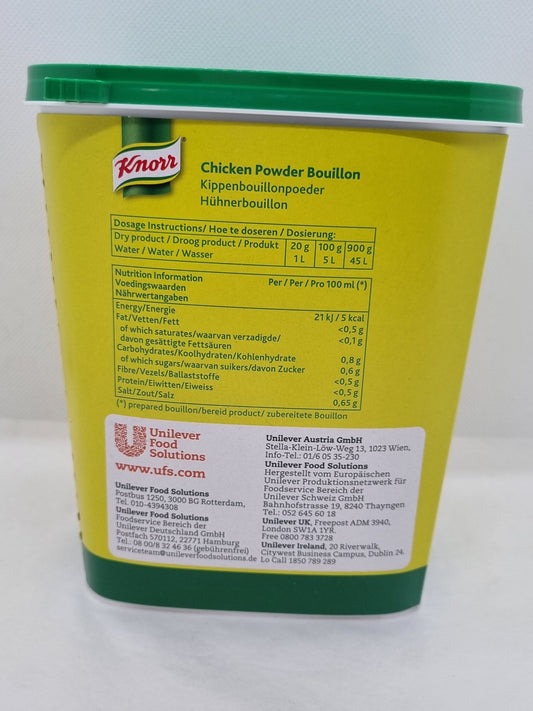 Knorr
Chicken Powder Bouillon
Kippenbouillonpoeder
Hühnerbouillon
Dosage Instructions/ Hoe te doseren / Dosierung:
Dry product / Droog product / Produkt 20 g 100 g 900 g
Water / Water / Wasser 1 L 5 L 45 L
Nutrition Information Per / Per / Pro 100 ml (*)
Voedingswaarden
Nährwertangaben
Energy/Energie 21 kJ / 5 kcal
Fat/Vetten/Fett <0,5 g
of which saturates/waarvan verzadigde/ <0,1 g
davon gesättigte Fettsäuren
Carbohydrates/Koolhydraten/Kohlenhydrate 0,8 g
of which sugars/waarvan suikers/davon Zucker 0,6 g
Fibre/Vezels/Ballaststoffe <0,5 g
Protein/Eiwitten/Eiweiss <0,5 g
Salt/Zout/Salz 0,65 g
(*) prepared bouillon/bereid product/ zubereitete Bouillon
Unilever
Food
Solutions
www.ufs.com
Unilever Food Solutions
Postbus 1250, 3000 BG Rotterdam,
Tel. 010-4394308
Unilever Food Solutions
Foodservice Bereich der
Unilever Deutschland GmbH
Postfach 570112, 22771 Hamburg
Tel.: 08 00/8 32 46 36 (gebührenfrei)
serviceteam@unileverfoodsolutions.de
Unilever Austria GmbH
Stella-Klein-Löw-Weg 13, 1023 Wien,
Info-Tel.: 01/6 05 35-230
Unilever Food Solutions
Hergestellt vom Europäischen
Unilever Produktionsnetzwerk für
Foodservice Bereich der
Unilever Schweiz GmbH
Bahnhofstrasse 19, 8240 Thayngen
Tel.: 052 645 60 18
Unilever UK, Freepost ADM 3940,
London SW1A 1YR.
Free 0800 783 3728
Unilever Ireland, 20 Riverwalk,
Citywest Business Campus, Dublin 24.
Lo Call 1850 789 289